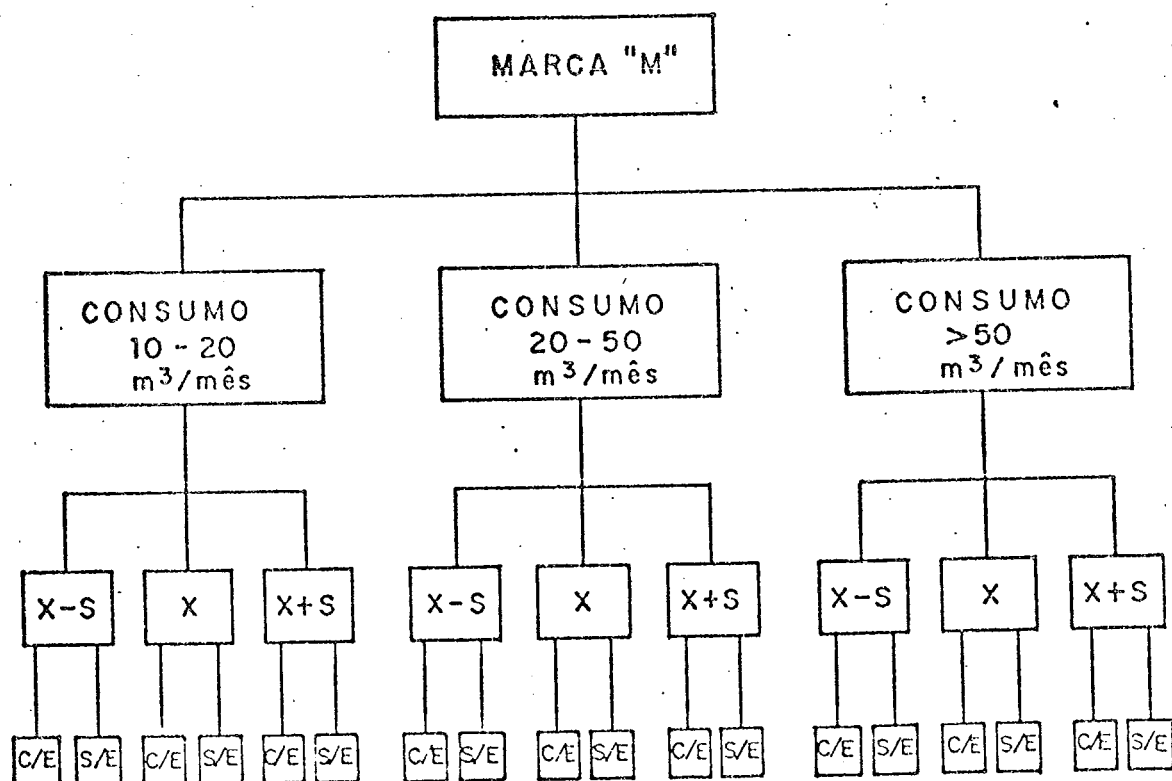 MARCA "M"
CONSUMO
10 - 20
m³/mês
CONSUMO
20 - 50
m³/mês
CONSUMO
>50
m³/mês
X-S X X+S X-S X X+S X-S X X+S
C/E S/E C/E S/E C/E S/E C/E S/E C/E S/E C/E S/E C/E S/E C/E S/E C/E S/E